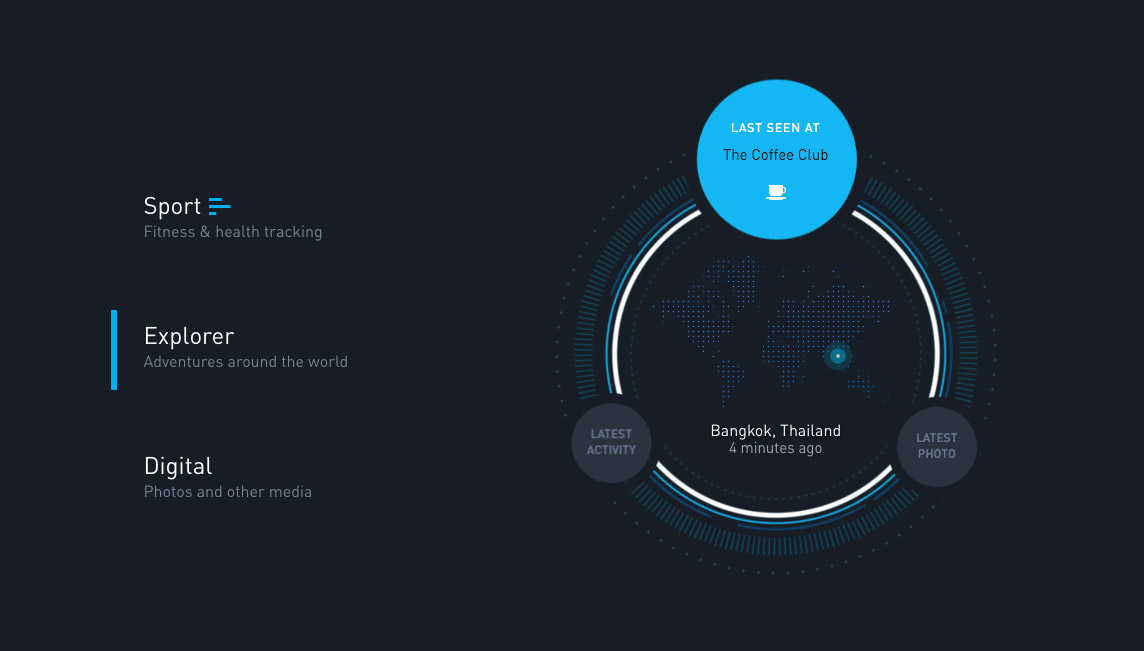 Sport
Fitness & health tracking
Explorer
Adventures around the world
Digital
Photos and other media
LAST SEEN AT
The Coffee Club
Bangkok, Thailand
4 minutes ago
LATEST
ACTIVITY
LATEST
PHOTO